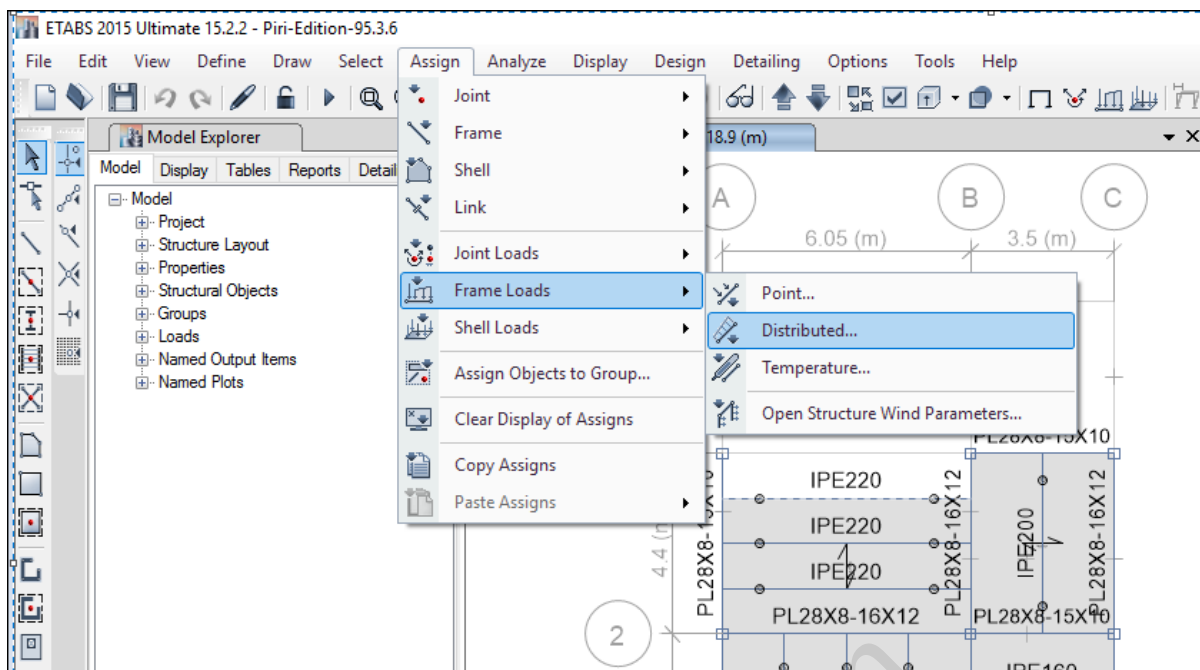 ETABS 2015 Ultimate 15.2.2 - Piri-Edition-95.3.6
File Edit View Define Draw Select Assign Analyze Display Design Detailing Options Tools Help
Model Explorer
Model Display Tables Reports Detail
Model
Project
Structure Layout
Properties
Structural Objects
Groups
Loads
Named Output Items
Named Plots
Joint
Frame
Shell
Link
Joint Loads
Frame Loads
Shell Loads
Assign Objects to Group...
Clear Display of Assigns
Copy Assigns
Paste Assigns
Point...
Distributed...
Temperature...
Open Structure Wind Parameters...
18.9 (m)
A B C
6.05 (m) 3.5 (m)
PL28X8-15X10
IPE220
IPE220
IPE220
PL28X8-16X12
PL28X8-15X10
PL28X8-16X12
IPE200
PL28X8-16X12
4.4
2
IPE160